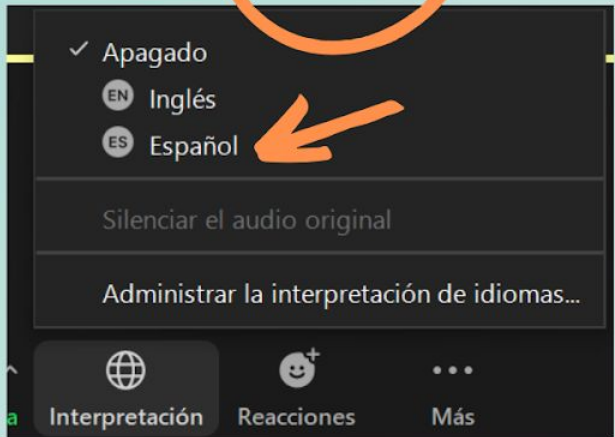 Apagado
EN Inglés
ES Español
Silenciar el audio original
Administrar la interpretación de idiomas...
a Interpretación Reacciones Más